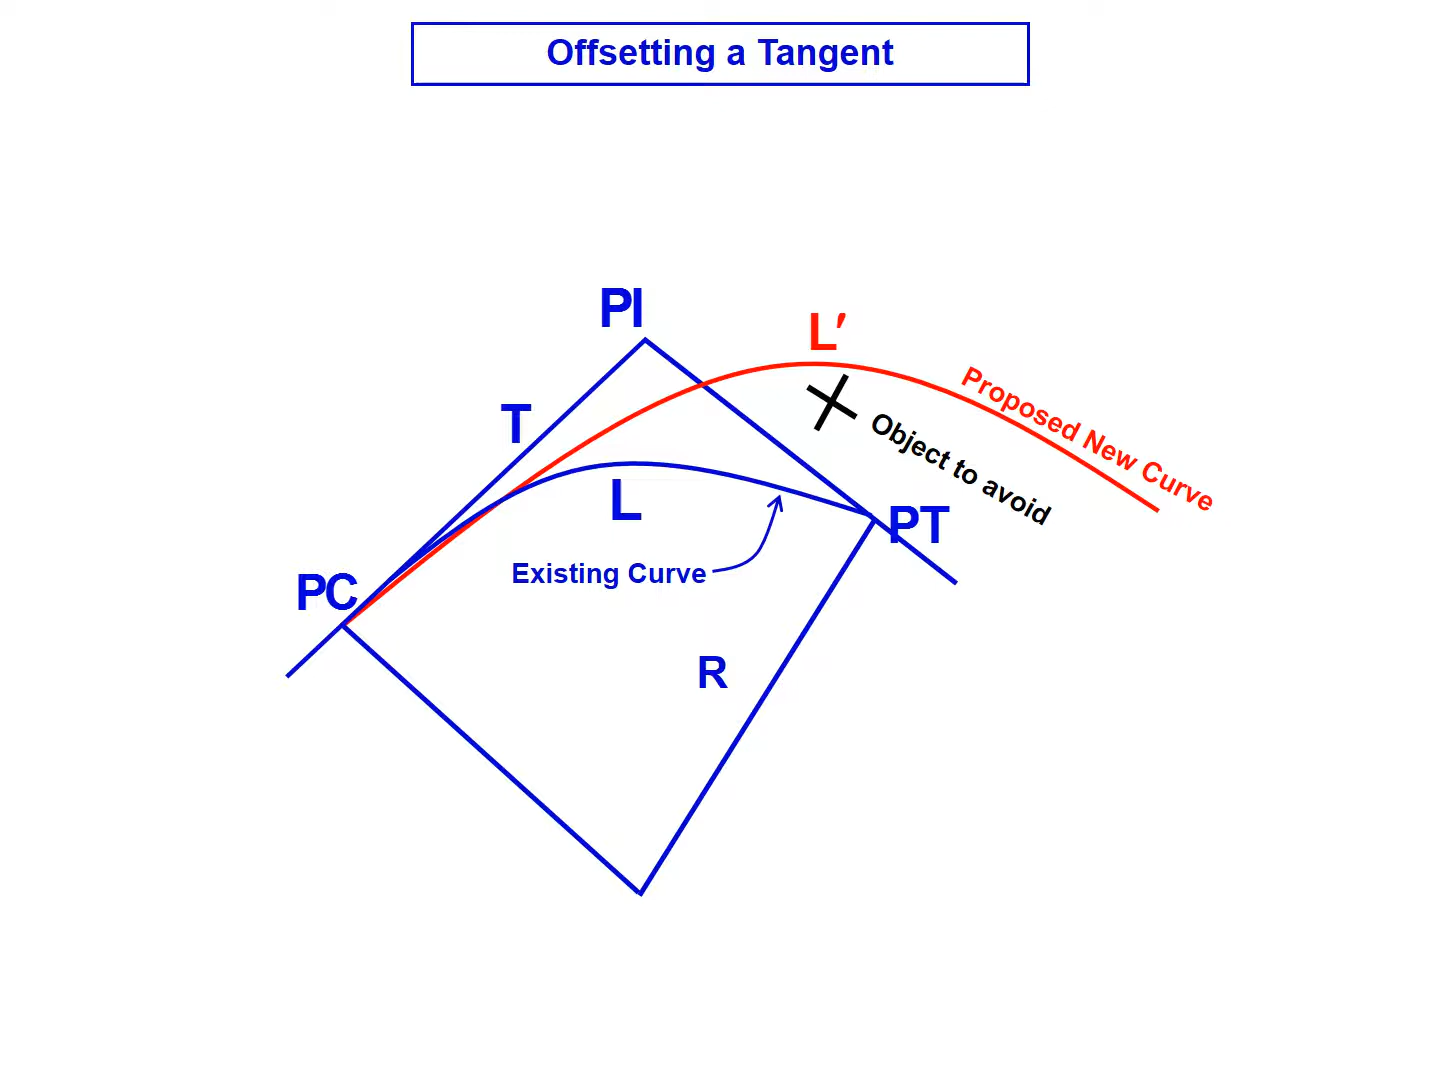 Offsetting a Tangent
PI
L′
Proposed New Curve
T
Object to avoid
L
PT
Existing Curve
PC
R